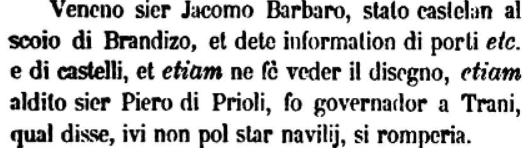 Veneno sier Jacomo Barbaro, stato castelan al
scoio di Brandizo, et dete information di porti etc.
e di castelli, et etiam ne fè veder il disegno, etiam
aldito sier Piero di Prioli, fo governador a Trani,
qual disse, ivi non pol star navilij, si romperia.